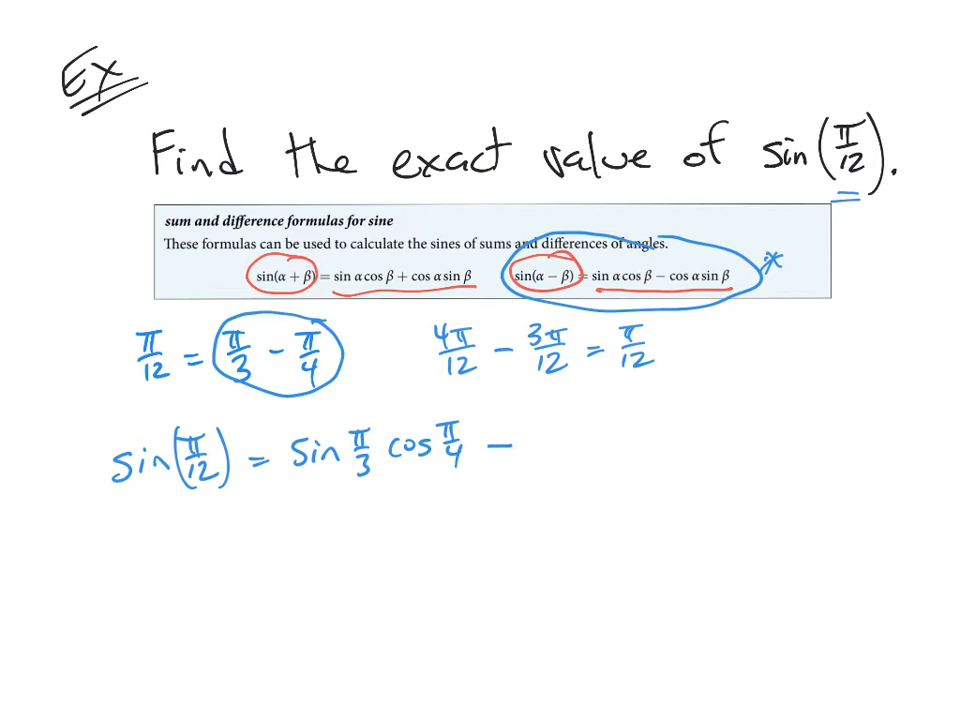 Ex
Find the exact value of sin(π/12).
sum and difference formulas for sine
These formulas can be used to calculate the sines of sums and differences of angles.
sin(α + β) = sin α cos β + cos α sin β sin(α − β) = sin α cos β − cos α sin β *
π/12 = π/3 − π/4 4π/12 − 3π/12 = π/12
sin(π/12) = sin π/3 cos π/4 −